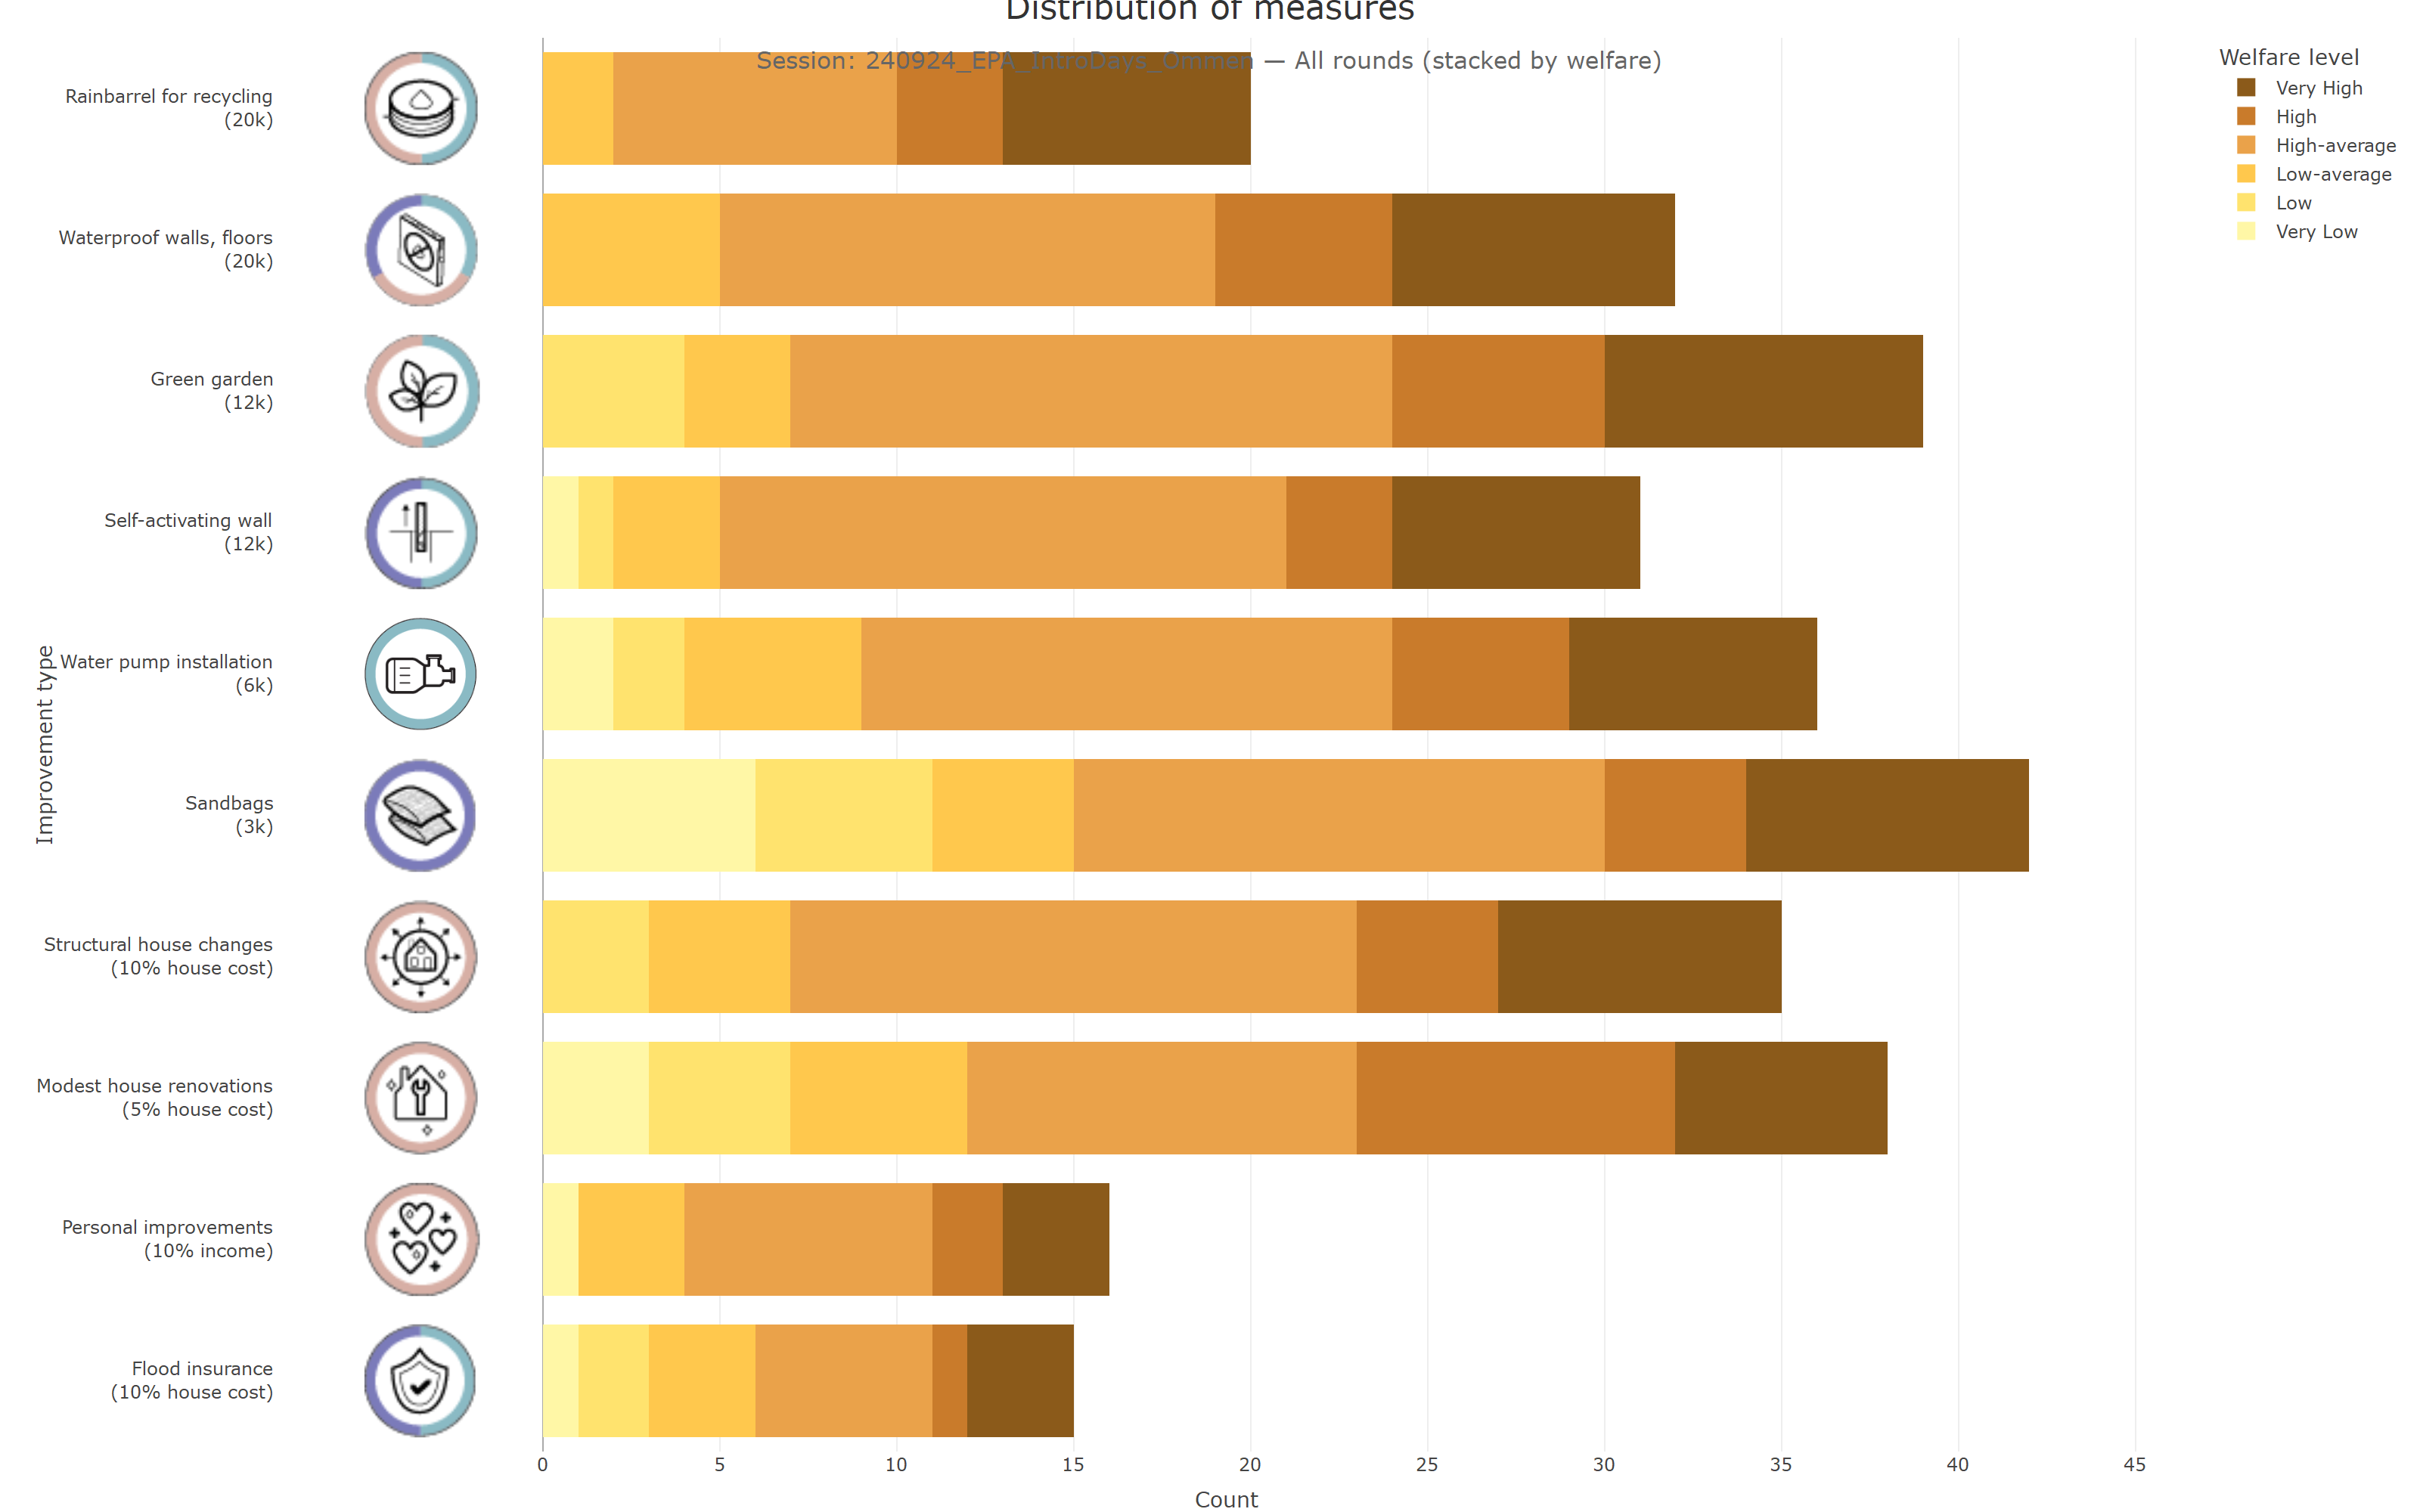 Distribution of measures
Session: 240924_EPA_IntroDays_Ommen — All rounds (stacked by welfare)
Welfare level
Very High
High
High-average
Low-average
Low
Very Low
Improvement type
Rainbarrel for recycling
(20k)
Waterproof walls, floors
(20k)
Green garden
(12k)
Self-activating wall
(12k)
Water pump installation
(6k)
Sandbags
(3k)
Structural house changes
(10% house cost)
Modest house renovations
(5% house cost)
Personal improvements
(10% income)
Flood insurance
(10% house cost)
0 5 10 15 20 25 30 35 40 45
Count